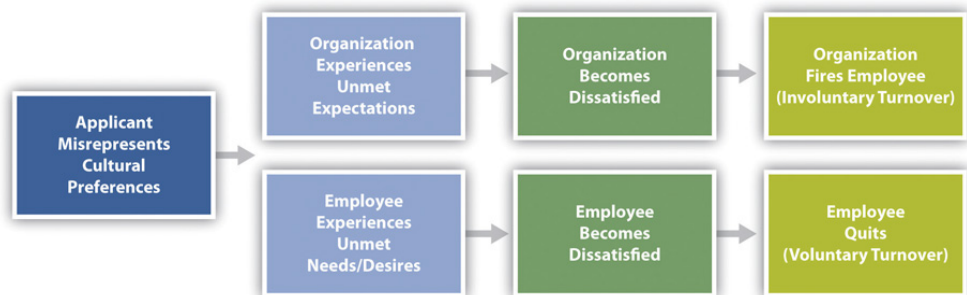 Applicant
Misrepresents
Cultural
Preferences
Organization
Experiences
Unmet
Expectations
Organization
Becomes
Dissatisfied
Organization
Fires Employee
(Involuntary Turnover)
Employee
Experiences
Unmet
Needs/Desires
Employee
Becomes
Dissatisfied
Employee
Quits
(Voluntary Turnover)